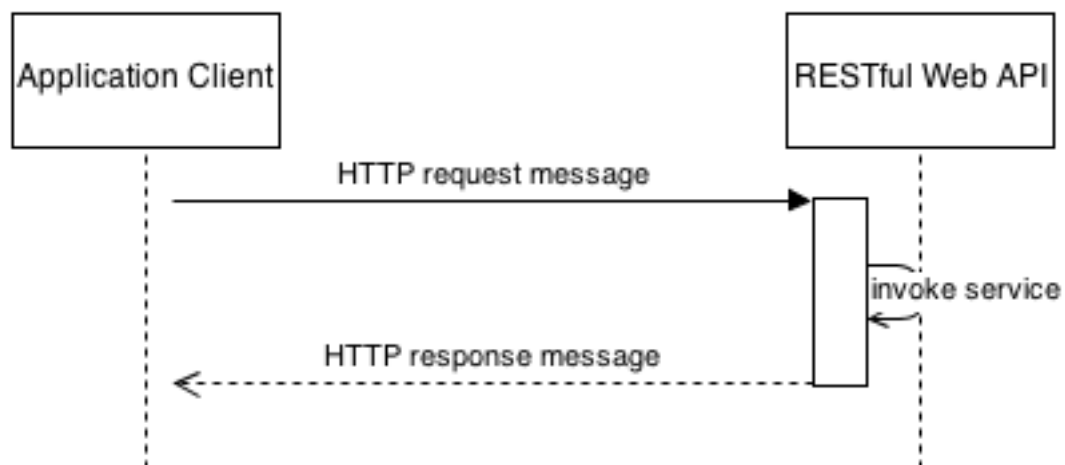 Application Client
RESTful Web API
HTTP request message
invoke service
HTTP response message